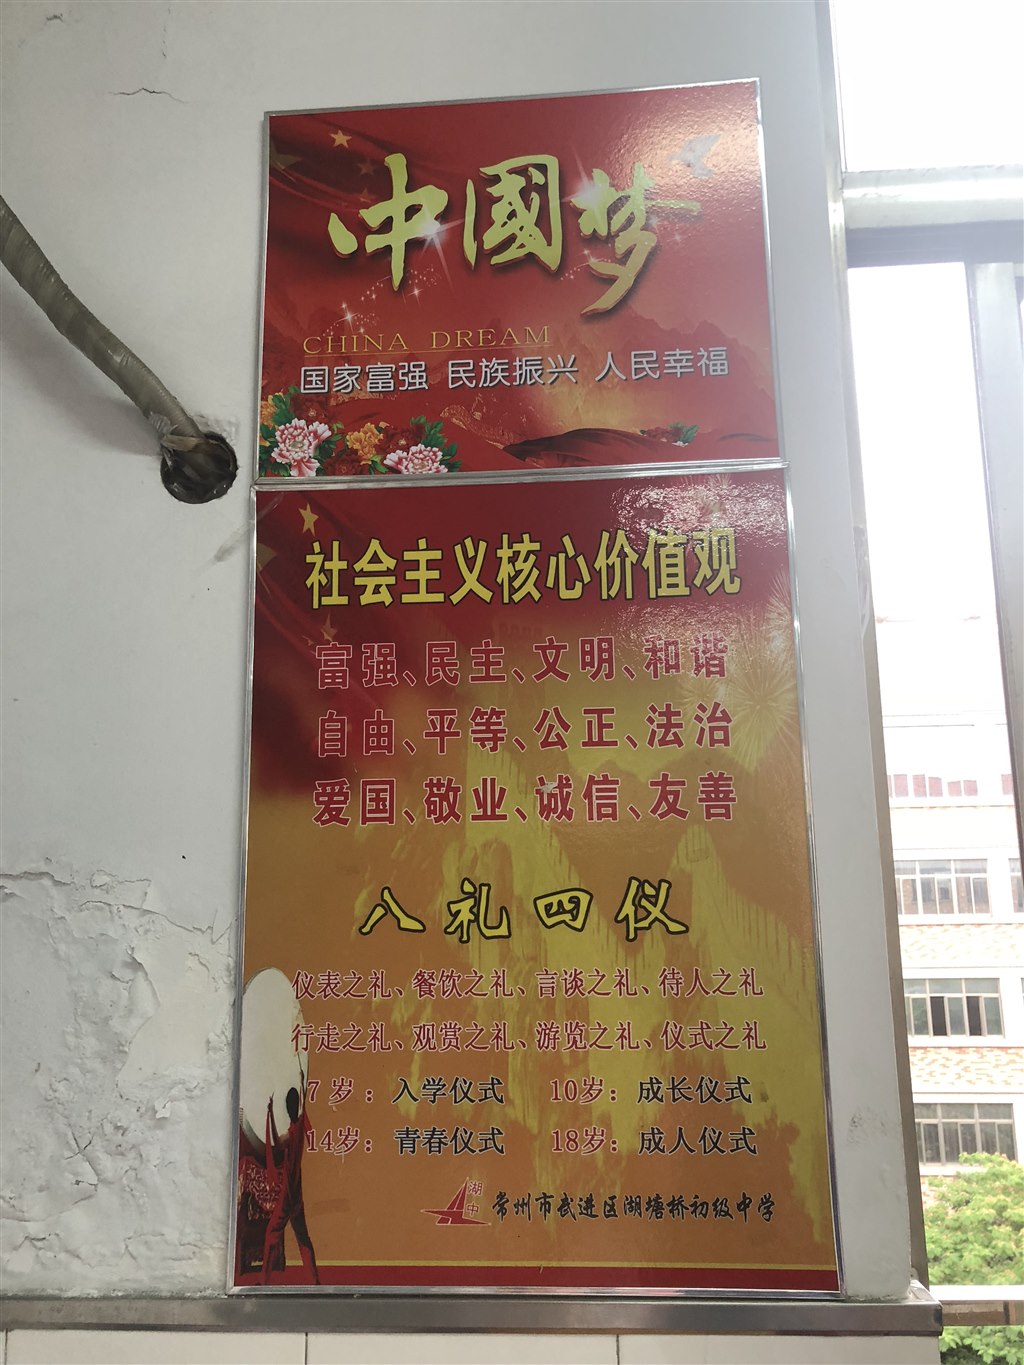 中國梦
CHINA DREAM
国家富强 民族振兴 人民幸福
社会主义核心价值观
富强、民主、文明、和谐
自由、平等、公正、法治
爱国、敬业、诚信、友善
八礼四仪
仪表之礼、餐饮之礼、言谈之礼、待人之礼
行走之礼、观赏之礼、游览之礼、仪式之礼
7岁：入学仪式 10岁：成长仪式
14岁：青春仪式 18岁：成人仪式
湖中 常州市武进区湖塘桥初级中学